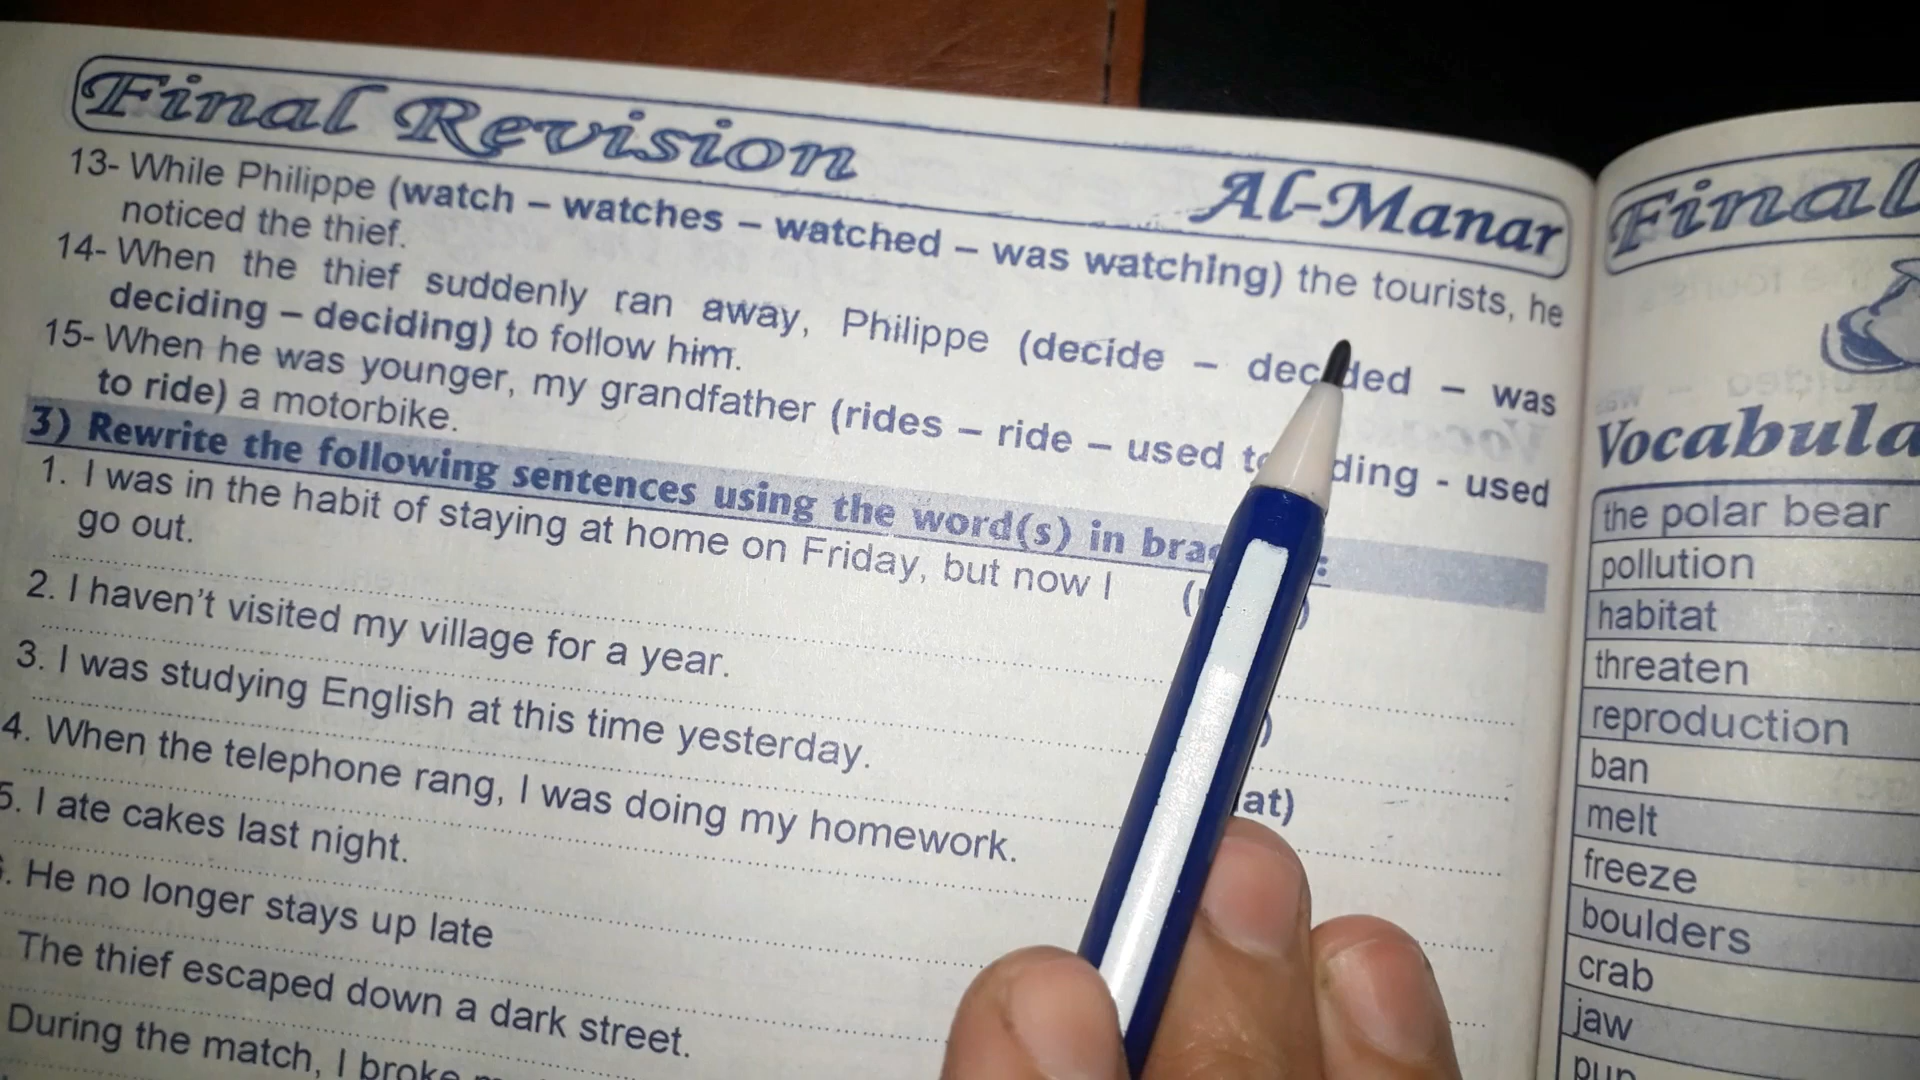 Final Revision Al-Manar
13- While Philippe (watch – watches – watched – was watching) the tourists, he
noticed the thief.
14- When the thief suddenly ran away, Philippe (decide – – was
deciding – deciding) to follow him.
15- When he was younger, my grandfather (rides – ride – used - used
to ride) a motorbike.
3) Rewrite the following sentences using the word(s) in
1. I was in the habit of staying at home on Friday, but now I
go out.
2. I haven't visited my village for a year.
3. I was studying English at this time yesterday.
4. When the telephone rang, I was doing my homework.
5. I ate cakes last night.
. He no longer stays up late
The thief escaped down a dark street.
During the match, I broke
Final
Vocabula
the polar bear
pollution
habitat
threaten
reproduction
ban
melt
freeze
boulders
crab
jaw